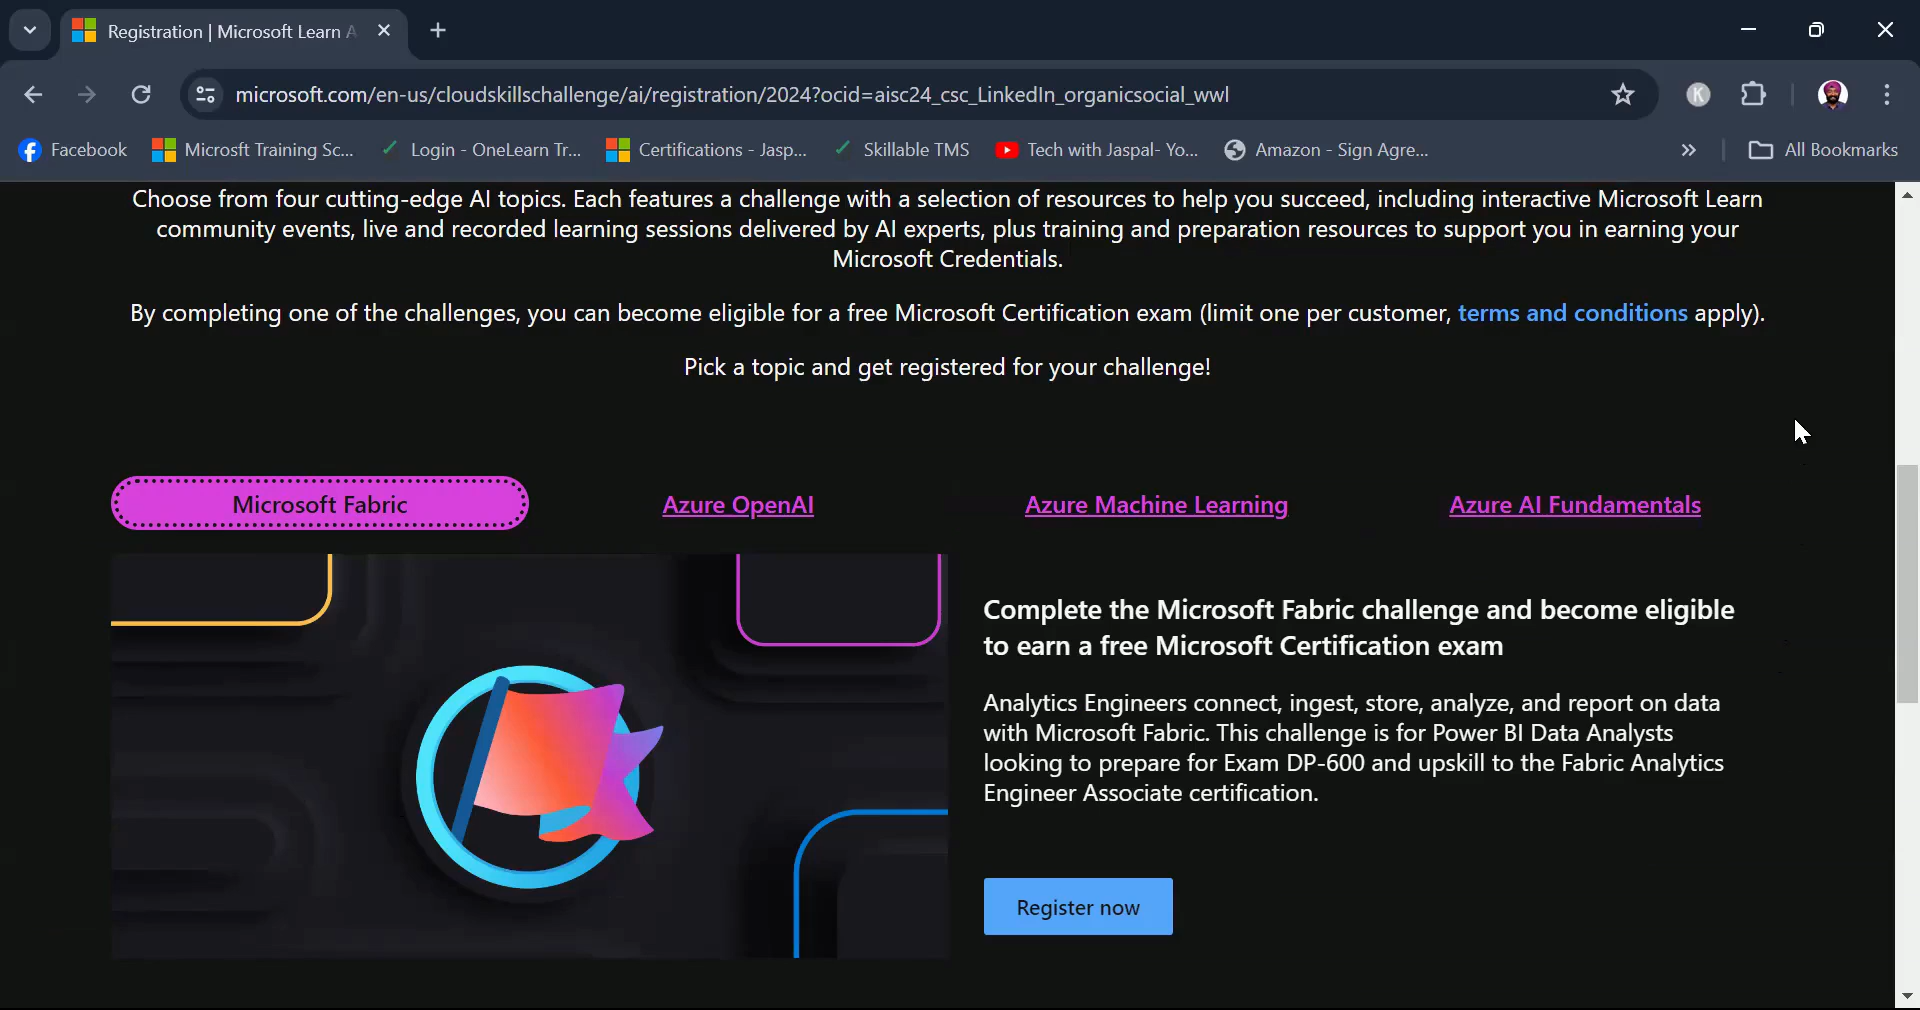 Registration | Microsoft Learn A
microsoft.com/en-us/cloudskillschallenge/ai/registration/2024?ocid=aisc24_csc_LinkedIn_organicsocial_wwl
K
Facebook
Microsft Training Sc...
Login - OneLearn Tr...
Certifications - Jasp...
Skillable TMS
Tech with Jaspal- Yo...
Amazon - Sign Agre...
All Bookmarks
Choose from four cutting-edge AI topics. Each features a challenge with a selection of resources to help you succeed, including interactive Microsoft Learn
community events, live and recorded learning sessions delivered by AI experts, plus training and preparation resources to support you in earning your
Microsoft Credentials.
By completing one of the challenges, you can become eligible for a free Microsoft Certification exam (limit one per customer, terms and conditions apply).
Pick a topic and get registered for your challenge!
Microsoft Fabric
Azure OpenAI
Azure Machine Learning
Azure AI Fundamentals
Complete the Microsoft Fabric challenge and become eligible
to earn a free Microsoft Certification exam
Analytics Engineers connect, ingest, store, analyze, and report on data
with Microsoft Fabric. This challenge is for Power BI Data Analysts
looking to prepare for Exam DP-600 and upskill to the Fabric Analytics
Engineer Associate certification.
Register now